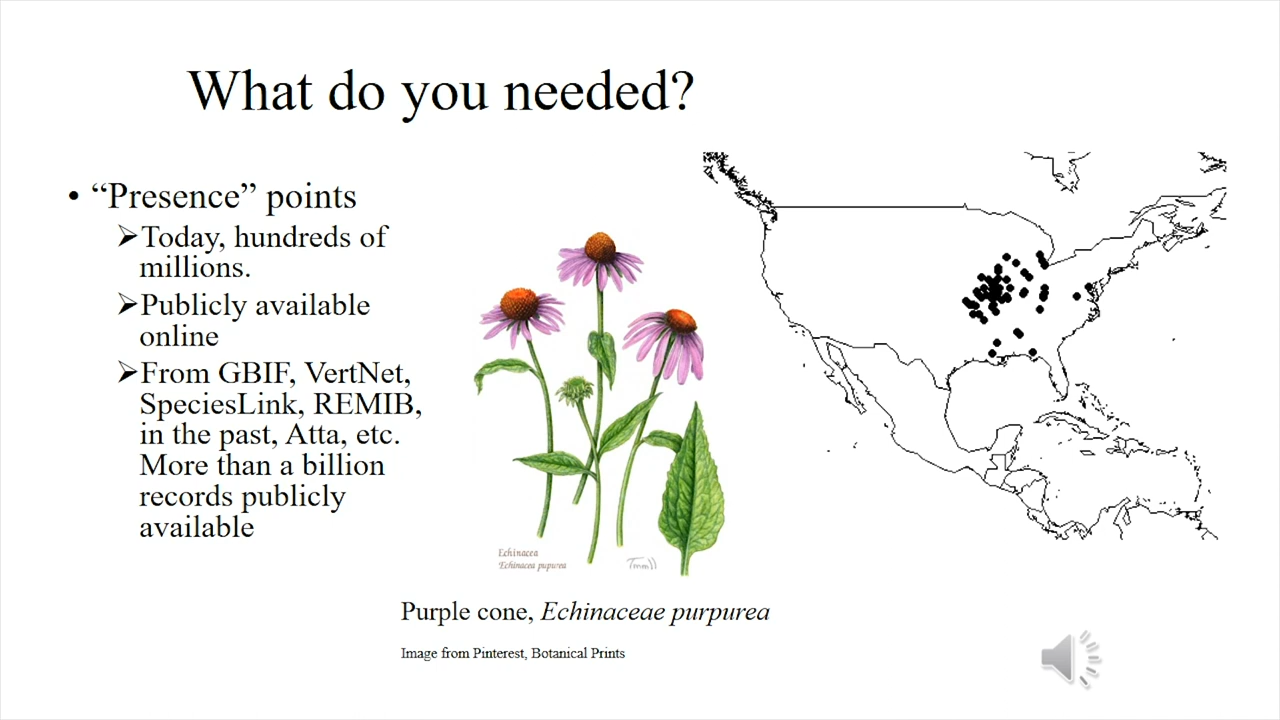 What do you needed?
• “Presence” points
➢Today, hundreds of
millions.
➢Publicly available
online
➢From GBIF, VertNet,
SpeciesLink, REMIB,
in the past, Atta, etc.
More than a billion
records publicly
available
Echinacea
Echinacea pupurea
Purple cone, Echinaceae purpurea
Image from Pinterest, Botanical Prints